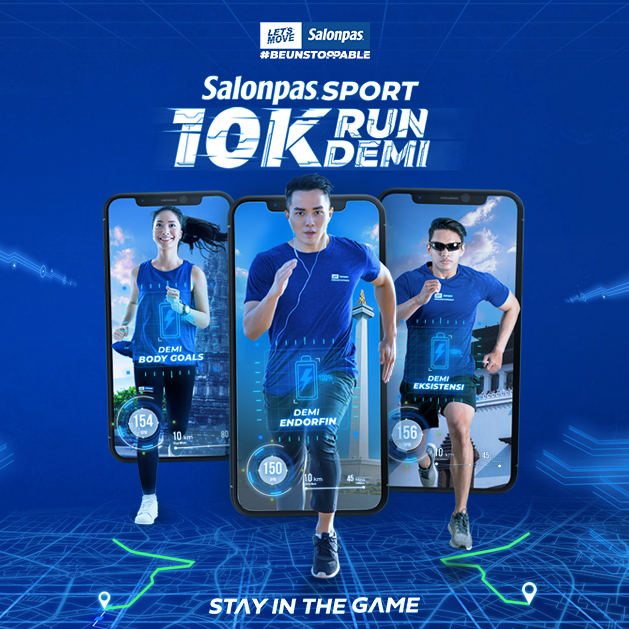 LET'S
MOVE
Salonpas
#BEUNSTOPPABLE
Salonpas SPORT
10K RUN
DEMI
DEMI
BODY GOALS
154
10 km
DEMI
ENDORFIN
150
10 km
45
DEMI
EKSISTENSI
156
10 km
45
STAY IN THE GAME